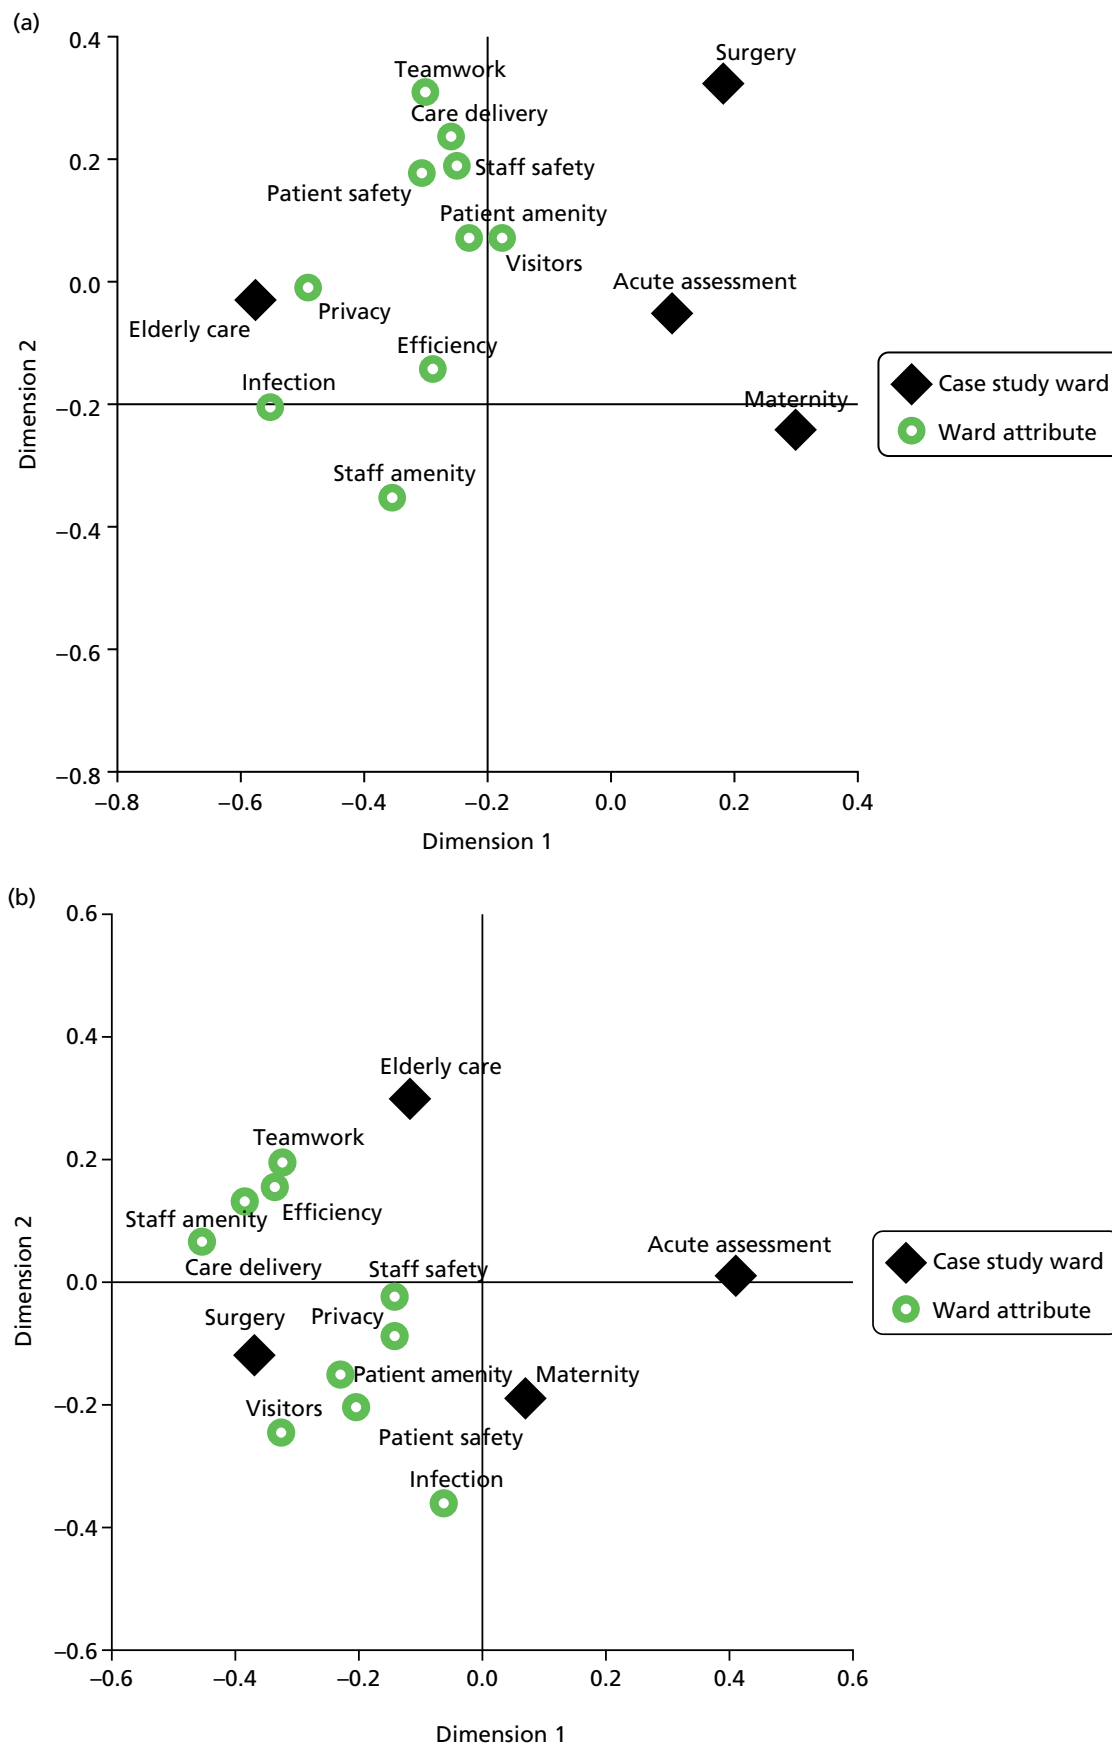 (a)
0.4
0.2
0.0
−0.2
−0.4
−0.6
−0.8
Dimension 2
Teamwork
Care delivery
Staff safety
Patient safety
Patient amenity
Visitors
Surgery
Acute assessment
Privacy
Elderly care
Efficiency
Infection
Maternity
Staff amenity
Case study ward
Ward attribute
−0.8 −0.6 −0.4 −0.2 0.0 0.2 0.4
Dimension 1
(b)
0.6
0.4
0.2
0.0
−0.2
−0.4
−0.6
Dimension 2
Elderly care
Teamwork
Efficiency
Staff amenity
Care delivery
Staff safety
Acute assessment
Surgery
Privacy
Patient amenity
Maternity
Visitors
Patient safety
Infection
Case study ward
Ward attribute
−0.6 −0.4 −0.2 0.0 0.2 0.4 0.6
Dimension 1